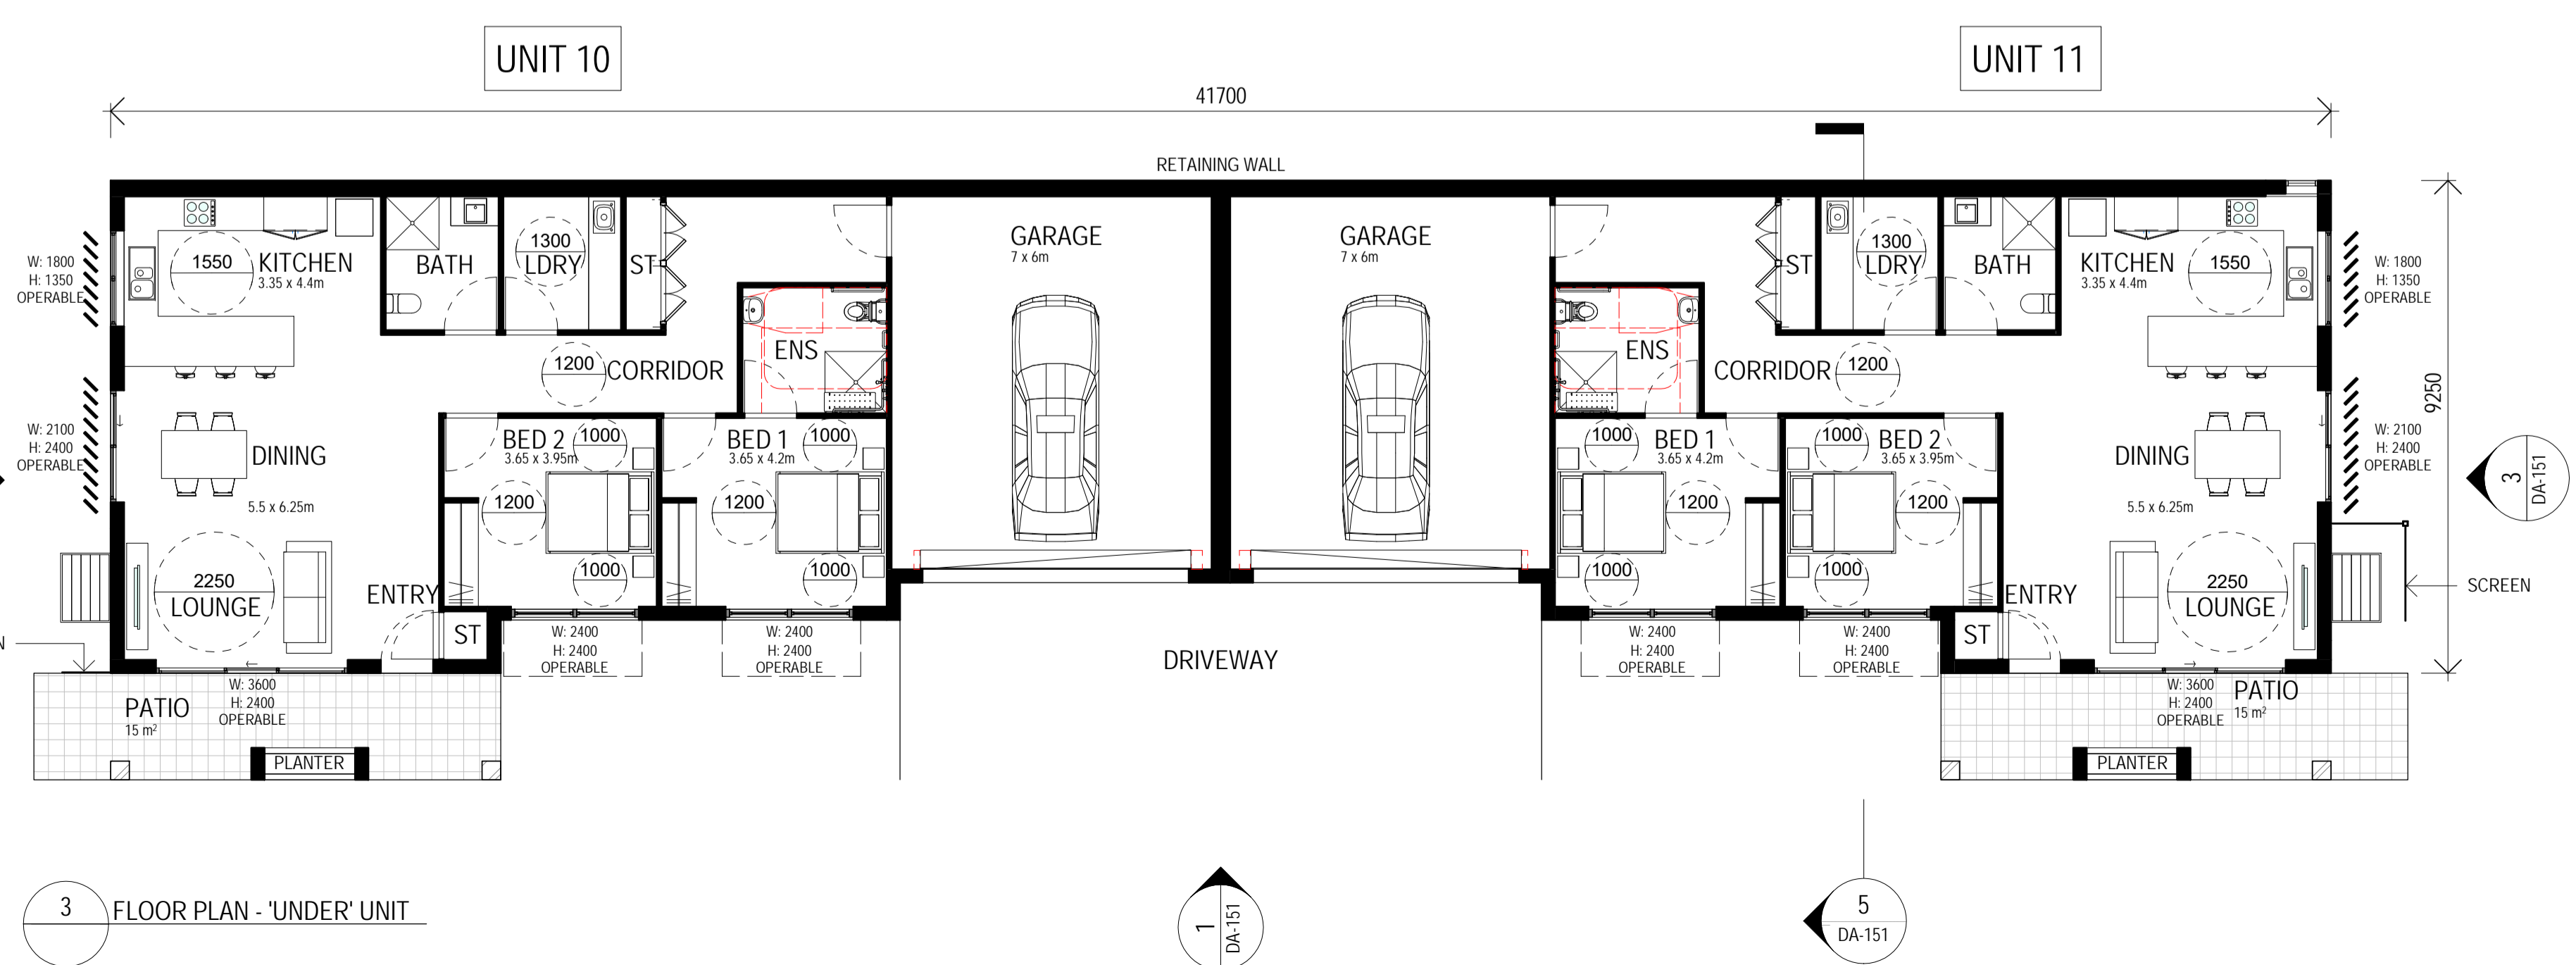 UNIT 10
UNIT 11
41700
RETAINING WALL
GARAGE
7 x 6m
GARAGE
7 x 6m
W: 1800
H: 1350
OPERABLE
1550
KITCHEN
3.35 x 4.4m
BATH
1300
LDRY
ST
ST
1300
LDRY
BATH
KITCHEN
3.35 x 4.4m
1550
W: 1800
H: 1350
OPERABLE
ENS
1200
CORRIDOR
ENS
CORRIDOR
1200
9250
W: 2100
H: 2400
OPERABLE
DINING
5.5 x 6.25m
BED 2
3.65 x 3.95m
1000
1200
1000
BED 1
3.65 x 4.2m
1000
1200
1000
1000
BED 1
3.65 x 4.2m
1200
1000
1000
BED 2
3.65 x 3.95m
1200
1000
DINING
5.5 x 6.25m
W: 2100
H: 2400
OPERABLE
3
DA-151
2250
LOUNGE
ENTRY
ST
ENTRY
ST
2250
LOUNGE
SCREEN
N
W: 2400
H: 2400
OPERABLE
W: 2400
H: 2400
OPERABLE
DRIVEWAY
W: 2400
H: 2400
OPERABLE
W: 2400
H: 2400
OPERABLE
PATIO
15 m²
W: 3600
H: 2400
OPERABLE
PLANTER
W: 3600
H: 2400
OPERABLE
PATIO
15 m²
PLANTER
3
FLOOR PLAN - 'UNDER' UNIT
1
DA-151
5
DA-151